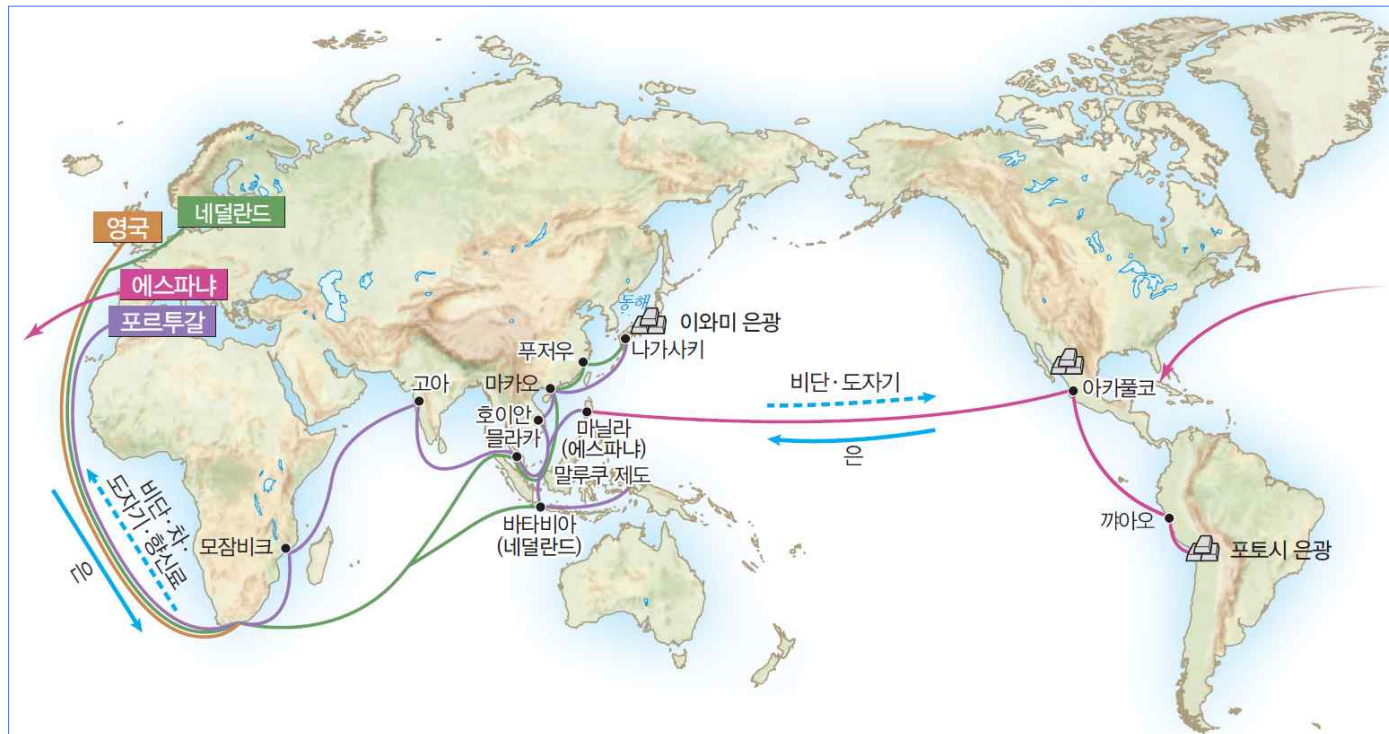 네덜란드
영국
에스파냐
포르투갈
동해
이와미 은광
나가사키
푸저우
고아
마카오
호이안
믈라카
마닐라
(에스파냐)
말루쿠 제도
바타비아
(네덜란드)
모잠비크
비단·차·
도자기·향신료
은
비단·도자기
은
아카풀코
꺄아오
포토시 은광